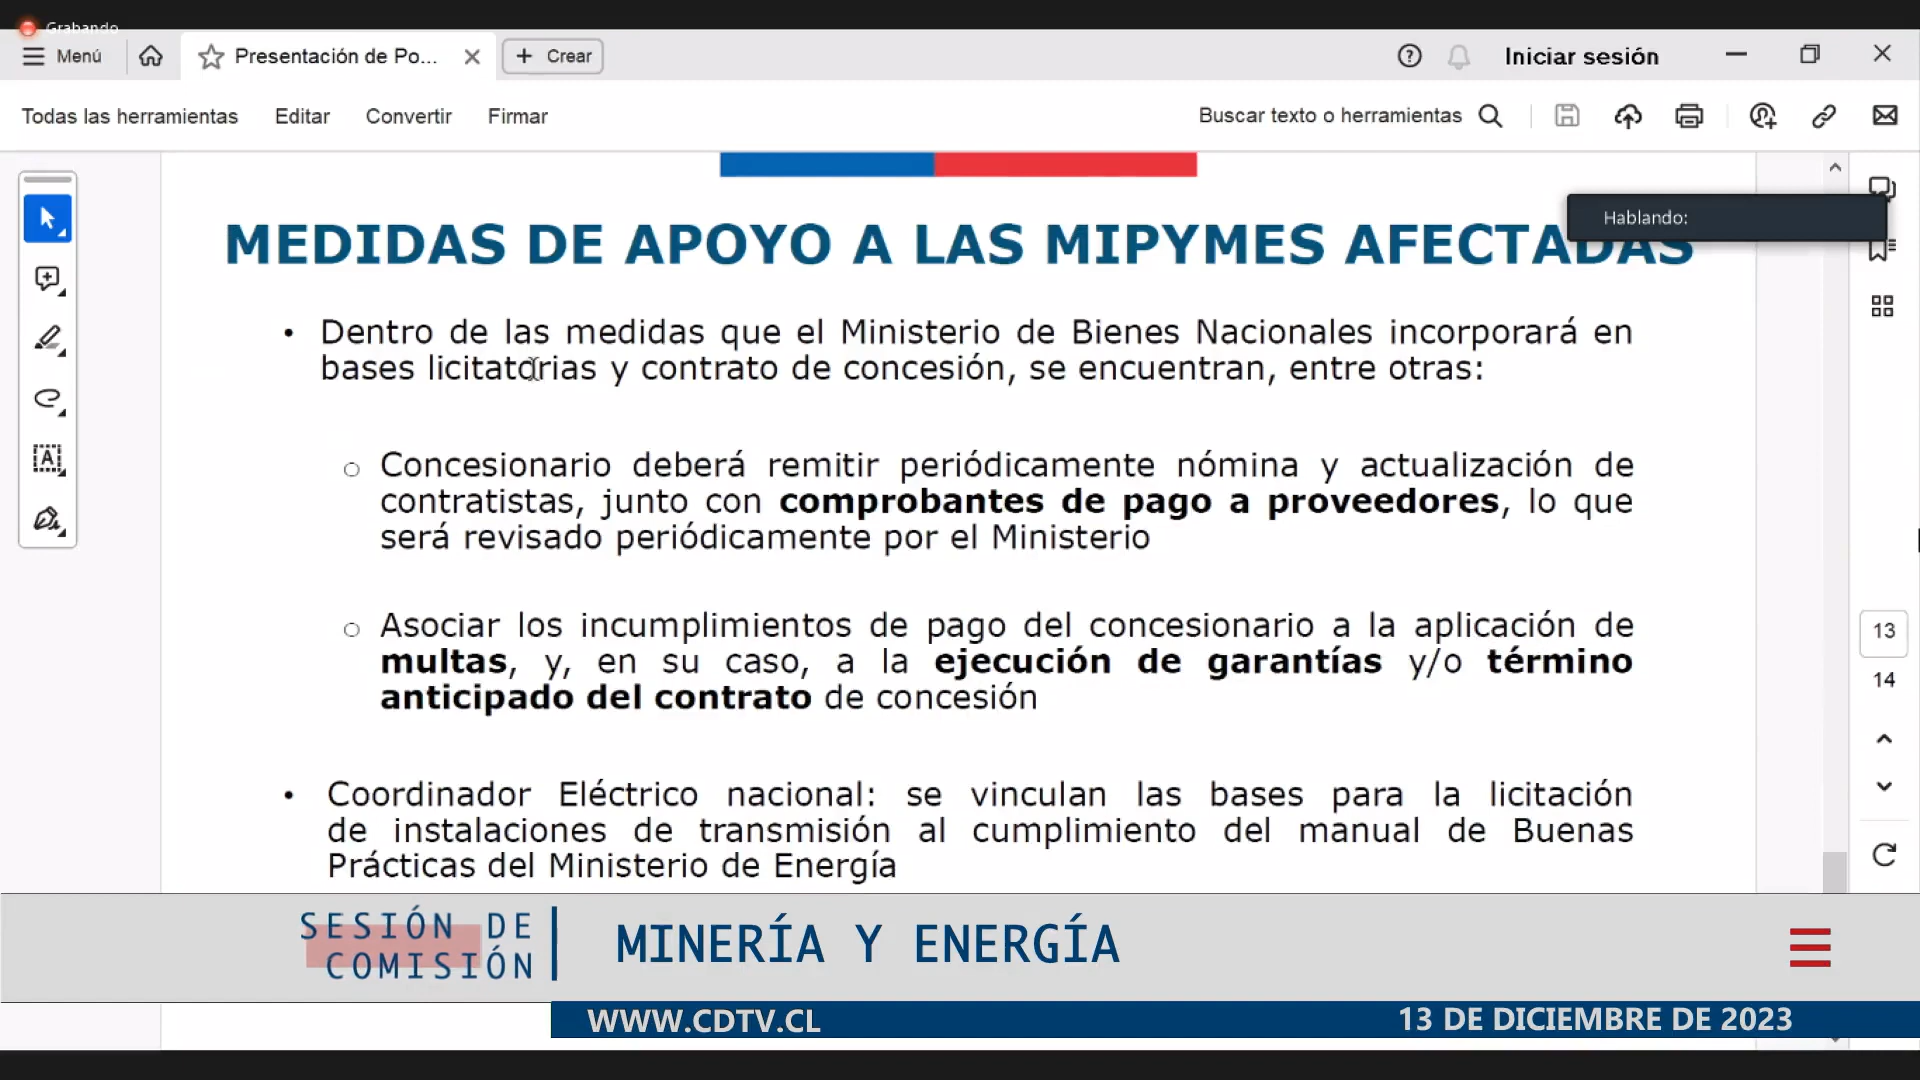 Grabando
Menú
Presentación de Po...
Crear
Iniciar sesión
Todas las herramientas
Editar
Convertir
Firmar
Buscar texto o herramientas
Hablando:
MEDIDAS DE APOYO A LAS MIPYMES AFECTADAS
• Dentro de las medidas que el Ministerio de Bienes Nacionales incorporará en
bases licitatorias y contrato de concesión, se encuentran, entre otras:
○ Concesionario deberá remitir periódicamente nómina y actualización de
contratistas, junto con comprobantes de pago a proveedores, lo que
será revisado periódicamente por el Ministerio
○ Asociar los incumplimientos de pago del concesionario a la aplicación de
multas, y, en su caso, a la ejecución de garantías y/o término
anticipado del contrato de concesión
• Coordinador Eléctrico nacional: se vinculan las bases para la licitación
de instalaciones de transmisión al cumplimiento del manual de Buenas
Prácticas del Ministerio de Energía
13
14
SESIÓN DE
COMISIÓN
MINERÍA Y ENERGÍA
WWW.CDTV.CL
13 DE DICIEMBRE DE 2023